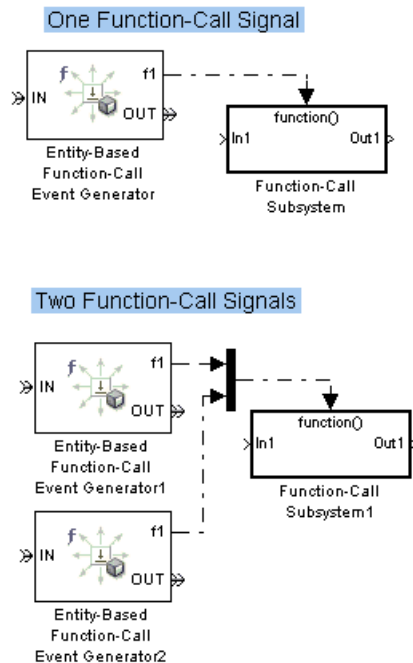 One Function-Call Signal
f
f1
IN
OUT
Entity-Based
Function-Call
Event Generator
function()
In1
Out1
Function-Call
Subsystem
Two Function-Call Signals
f
f1
IN
OUT
Entity-Based
Function-Call
Event Generator1
function()
In1
Out1
Function-Call
Subsystem1
f
f1
IN
OUT
Entity-Based
Function-Call
Event Generator2